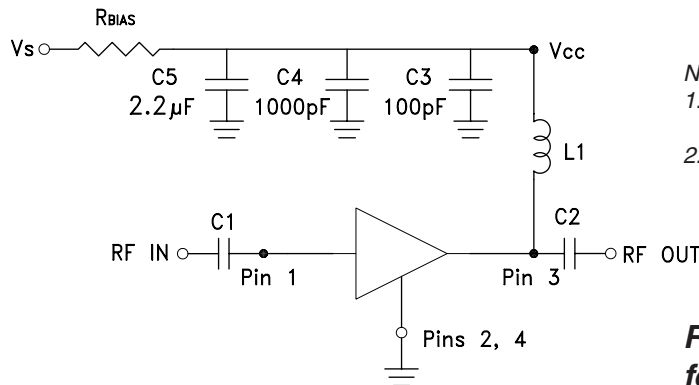 RBIAS
Vs
Vcc
C5
2.2µF
C4
1000pF
C3
100pF
L1
C1
C2
RF IN
Pin 1
Pin 3
RF OUT
Pins 2, 4
N
1.
2.
F
fo